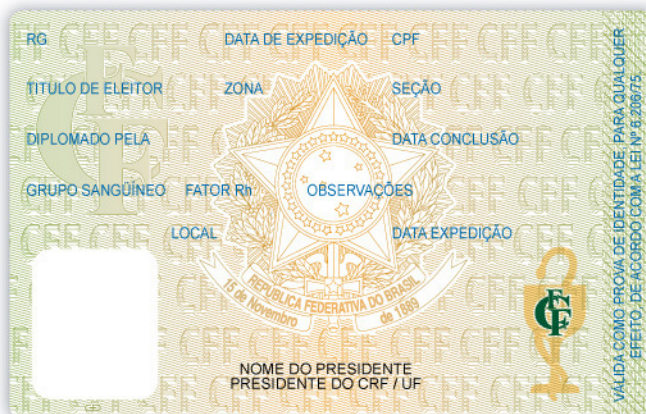 RG DATA DE EXPEDIÇÃO CPF
TITULO DE ELEITOR ZONA SEÇÃO
DIPLOMADO PELA DATA CONCLUSÃO
GRUPO SANGÜÍNEO FATOR Rh OBSERVAÇÕES
LOCAL DATA EXPEDIÇÃO
REPÚBLICA FEDERATIVA DO BRASIL
15 de Novembro de 1889
CFF
NOME DO PRESIDENTE
PRESIDENTE DO CRF / UF
VÁLIDA COMO PROVA DE IDENTIDADE, PARA QUALQUER
EFEITO, DE ACORDO COM A LEI Nº 6.206/75